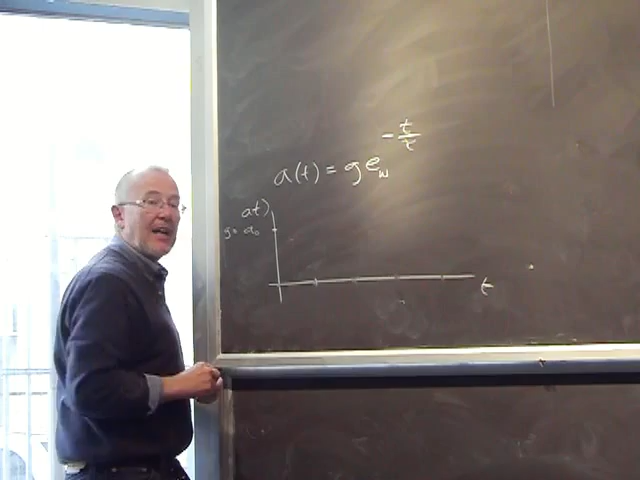 a(t) = g e^{-t/τ}
a(t)
g = a₀
t